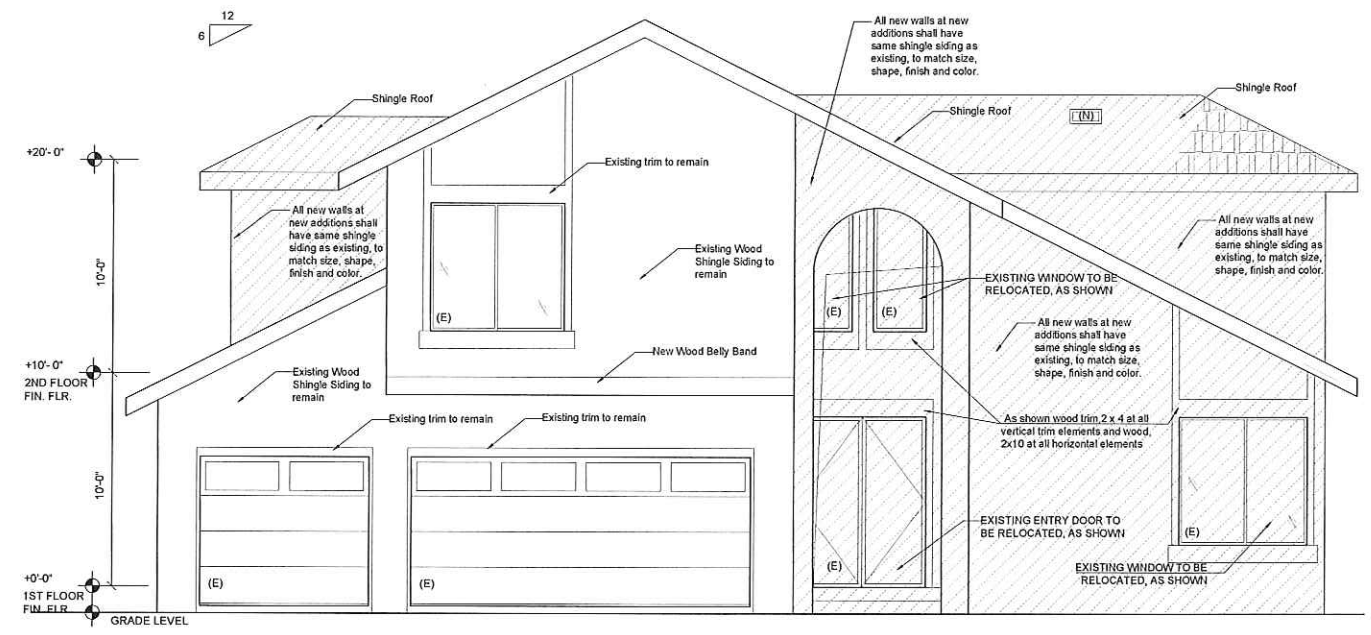 12
6
All new walls at new
additions shall have
same shingle siding as
existing, to match size,
shape, finish and color.
Shingle Roof
Shingle Roof
(N)
Shingle Roof
+20'- 0"
Existing trim to remain
All new walls at
new additions shall
have same shingle
siding as existing, to
match size, shape,
finish and color.
All new walls at new
additions shall have
same shingle siding as
existing, to match size,
shape, finish and color.
Existing Wood
Shingle Siding to
remain
10'-0"
EXISTING WINDOW TO BE
RELOCATED, AS SHOWN
(E)
(E)
(E)
All new walls at new
additions shall have
same shingle siding as
existing, to match size,
shape, finish and color.
New Wood Belly Band
+10'- 0"
2ND FLOOR
FIN. FLR.
Existing Wood
Shingle Siding to
remain
Existing trim to remain
Existing trim to remain
As shown wood trim,2 x 4 at all
vertical trim elements and wood,
2x10 at all horizontal elements
10'-0"
EXISTING ENTRY DOOR TO
BE RELOCATED, AS SHOWN
(E)
(E)
(E)
(E)
EXISTING WINDOW TO BE
RELOCATED, AS SHOWN
+0'-0"
1ST FLOOR
FIN. FLR.
GRADE LEVEL